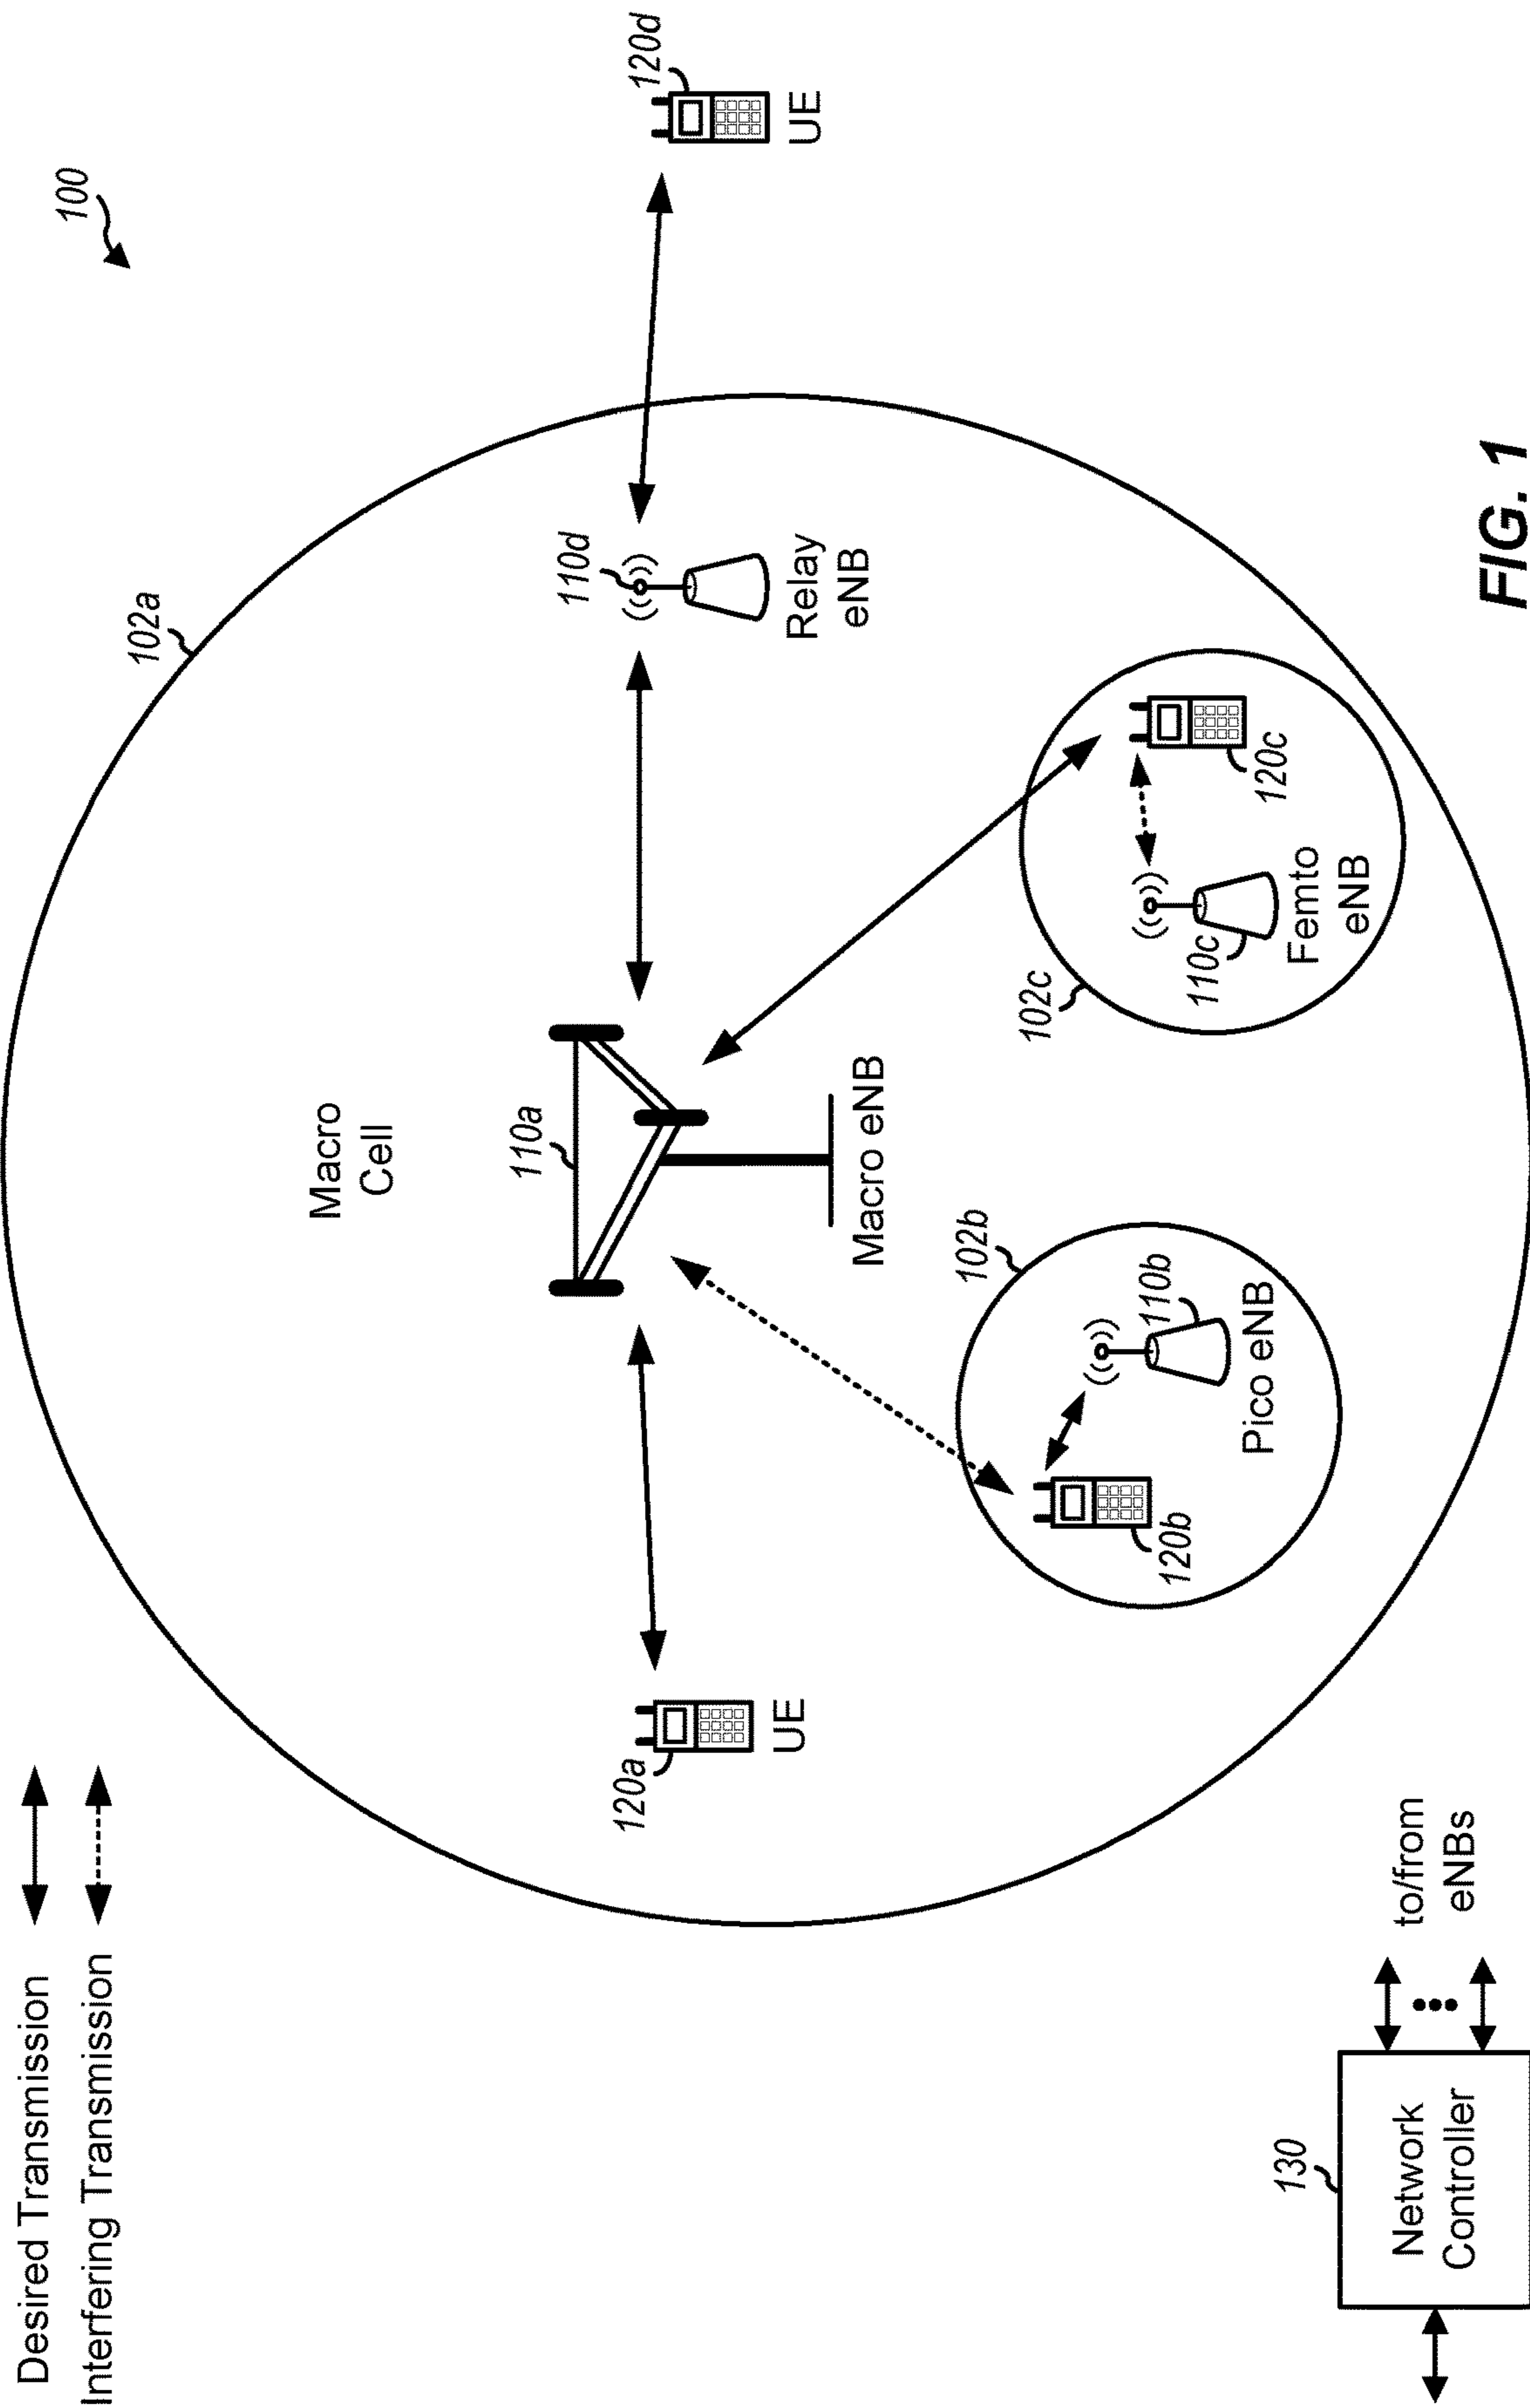 Desired Transmission
Interfering Transmission
100
102a
Macro
Cell
110a
Macro eNB
120a
UE
110d
Relay
eNB
120d
UE
102b
110b
Pico eNB
120b
102c
110c
Femto
eNB
120c
130
Network
Controller
to/from
eNBs
FIG. 1